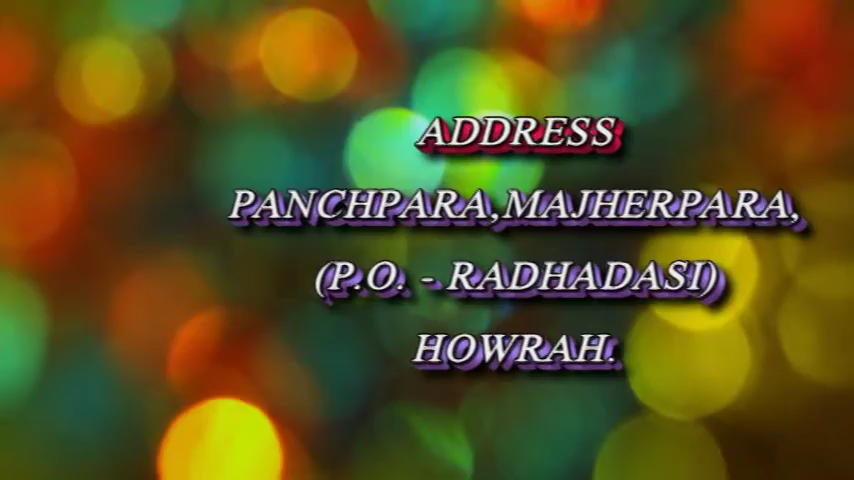 ADDRESS
PANCHPARA,MAJHERPARA,
(P.O. - RADHADASI)
HOWRAH.